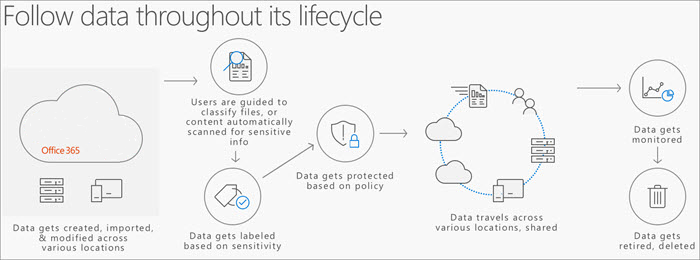 Follow data throughout its lifecycle
Office 365
Data gets created, imported,
& modified across
various locations
Users are guided to
classify files, or
content automatically
scanned for sensitive
info
Data gets labeled
based on sensitivity
Data gets protected
based on policy
Data travels across
various locations, shared
Data gets
monitored
Data gets
retired, deleted